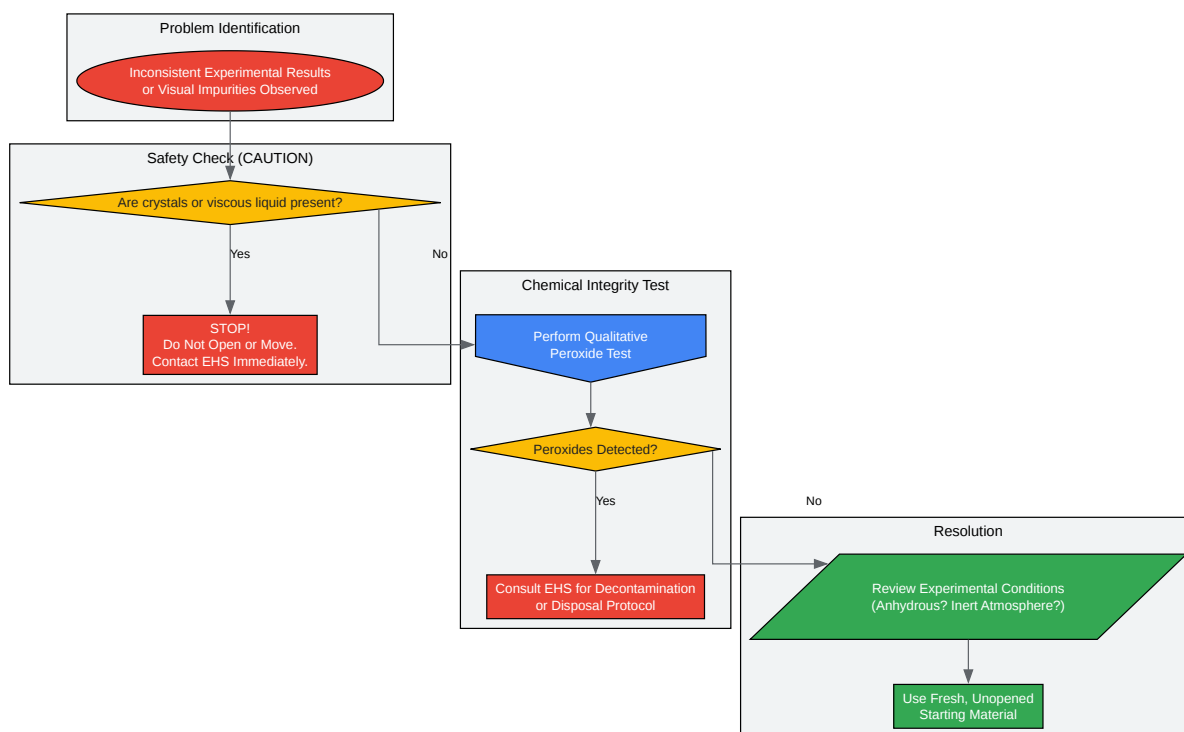 Problem Identification
Inconsistent Experimental Results
or Visual Impurities Observed
Safety Check (CAUTION)
Are crystals or viscous liquid present?
Yes
No
STOP!
Do Not Open or Move.
Contact EHS Immediately.
Chemical Integrity Test
Perform Qualitative
Peroxide Test
Peroxides Detected?
Yes
No
Consult EHS for Decontamination
or Disposal Protocol
Resolution
Review Experimental Conditions
(Anhydrous? Inert Atmosphere?)
Use Fresh, Unopened
Starting Material